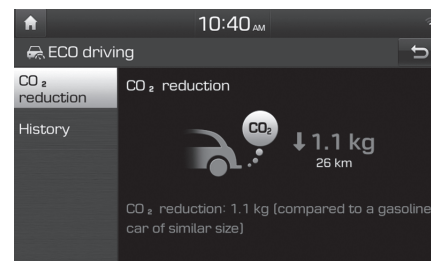 10:40 AM
ECO driving
CO₂
reduction
CO₂ reduction
History
CO₂
↓1.1 kg
26 km
CO₂ reduction: 1.1 kg (compared to a gasoline
car of similar size)